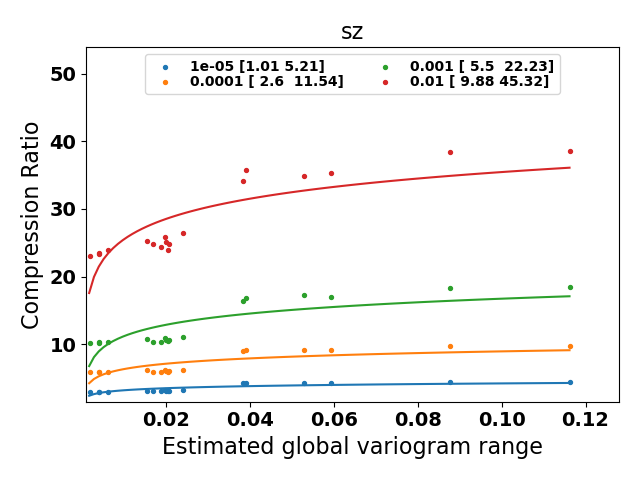 sz
1e-05 [1.01 5.21]
0.0001 [ 2.6  11.54]
0.001 [ 5.5  22.23]
0.01 [ 9.88 45.32]
Compression Ratio
50
40
30
20
10
0.02 0.04 0.06 0.08 0.10 0.12
Estimated global variogram range